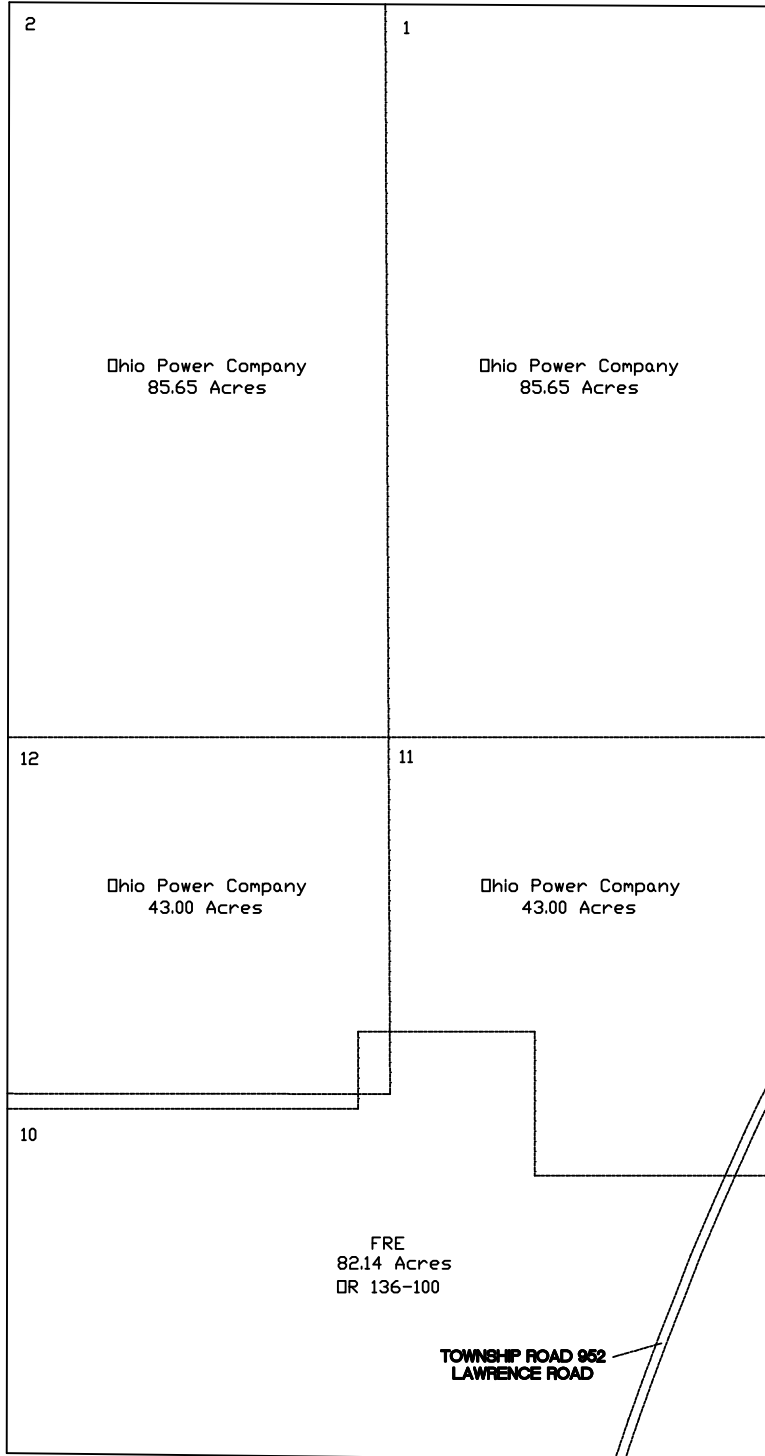 2
1
Ohio Power Company
85.65 Acres
Ohio Power Company
85.65 Acres
12
11
Ohio Power Company
43.00 Acres
Ohio Power Company
43.00 Acres
10
FRE
82.14 Acres
OR 136-100
TOWNSHIP ROAD 952
LAWRENCE ROAD